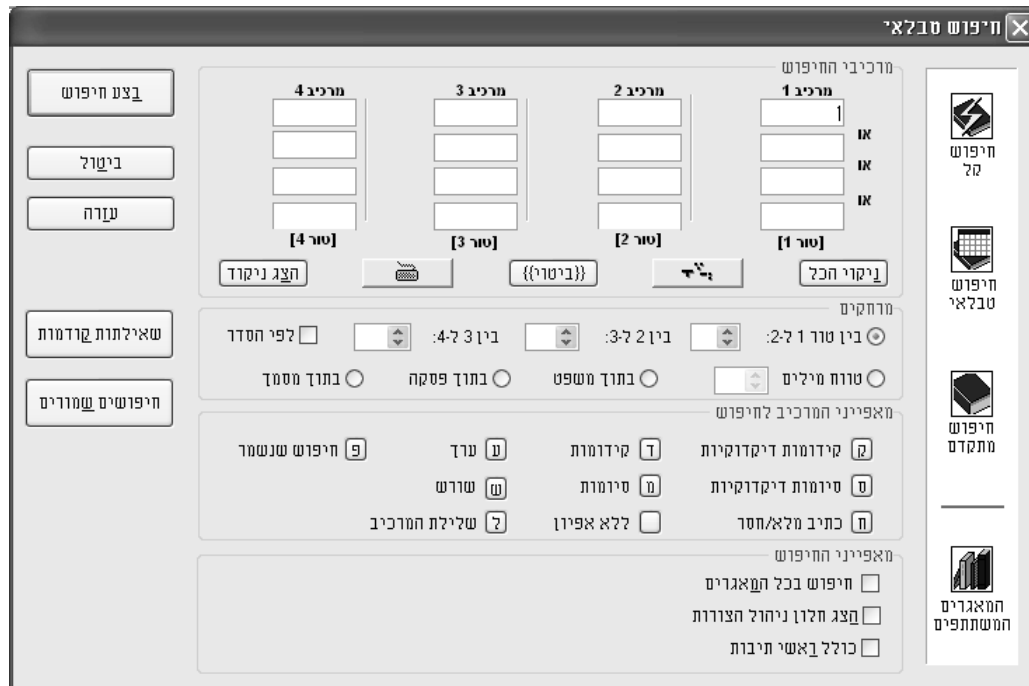 חיפוש טבלאי
חיפוש קל
חיפוש טבלאי
חיפוש מתקדם
המאגרים המשתתפים
מרכיבי החיפוש
מרכיב 1 מרכיב 2 מרכיב 3 מרכיב 4
1
או
או
או
[טור 1] [טור 2] [טור 3] [טור 4]
ניקוי הכל {{ביטוי}} הצג ניקוד
מרחקים
בין טור 1 ל-2: בין 2 ל-3: בין 3 ל-4: לפי הסדר
טווח מילים בתוך משפט בתוך פסקה בתוך מסמך
מאפייני המרכיב לחיפוש
ק קידומות דיקדוקיות ד קידומות ע ערך פ חיפוש שנשמר
ס סיומות דיקדוקיות מ סיומות ש שורש
ח כתיב מלא/חסר ללא אפיון ל שלילת המרכיב
מאפייני החיפוש
חיפוש בכל המאגרים
הצג חלון ניהול הצורות
כולל ראשי תיבות
בצע חיפוש
ביטול
עזרה
שאילתות קודמות
חיפושים שמורים